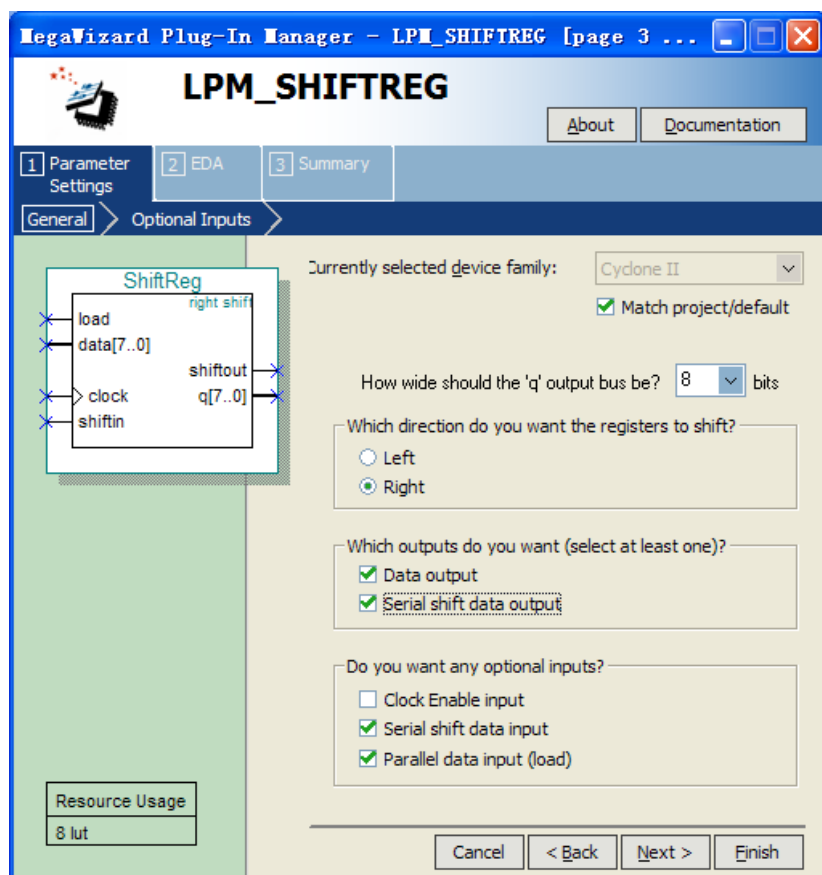 MegaWizard Plug-In Manager - LPM_SHIFTREG [page 3 ...
LPM_SHIFTREG
About
Documentation
1 Parameter Settings
2 EDA
3 Summary
General
Optional Inputs
ShiftReg
right shift
load
data[7..0]
shiftout
clock
q[7..0]
shiftin
Currently selected device family:
Cyclone II
Match project/default
How wide should the 'q' output bus be?
8
bits
Which direction do you want the registers to shift?
Left
Right
Which outputs do you want (select at least one)?
Data output
Serial shift data output
Do you want any optional inputs?
Clock Enable input
Serial shift data input
Parallel data input (load)
Resource Usage
8 lut
Cancel
< Back
Next >
Finish